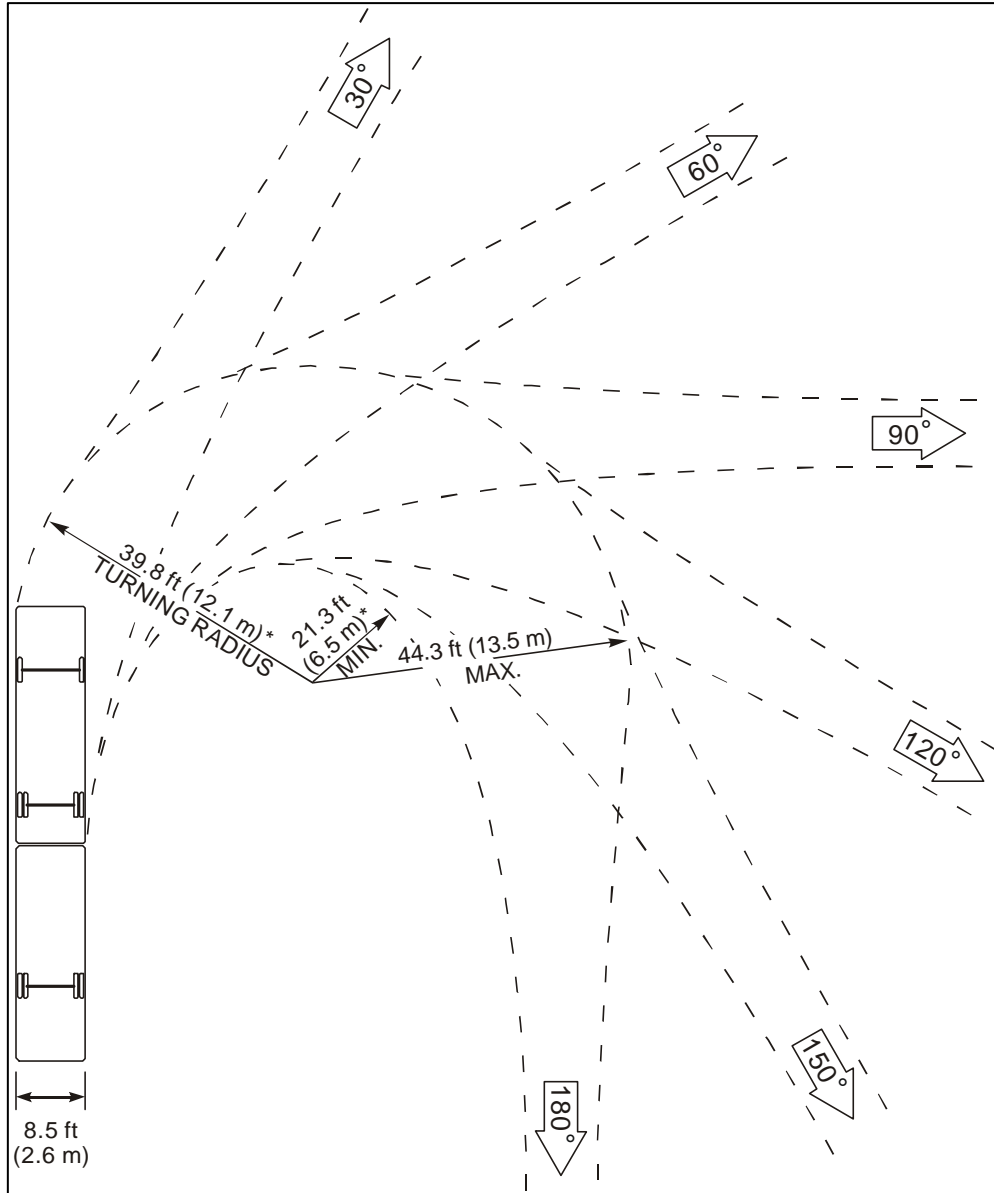 30°
60°
90°
39.8 ft (12.1 m)*
TURNING RADIUS
21.3 ft
(6.5 m)*
MIN.
44.3 ft (13.5 m)
MAX.
120°
150°
180°
8.5 ft
(2.6 m)